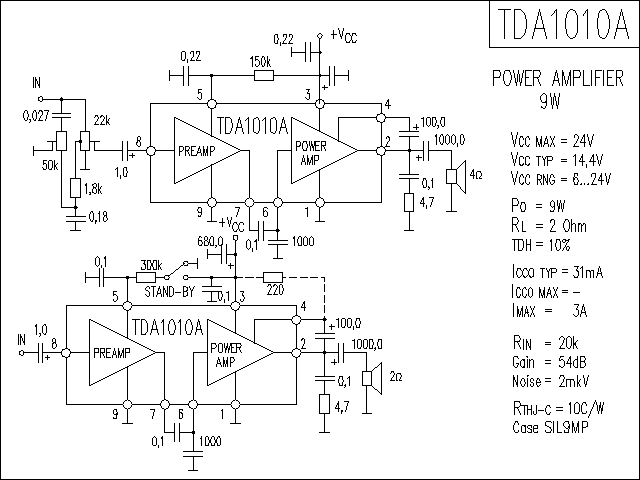 TDA1010A
POWER AMPLIFIER
9W
VCC MAX = 24V
VCC TYP = 14,4V
VCC RNG = 6...24V
PO = 9W
RL = 2 Ohm
TDH = 10%
ICCO TYP = 31mA
ICCO MAX = -
IMAX = 3A
RIN = 20k
Gain = 54dB
Noise = 2mkV
RTHJ-C = 10C/W
Case SIL9MP
0,22
+VCC
0,22
150k
IN
0,027
22k
50k
1,8k
0,18
1,0
+
8
5
3
4
TDA1010A
PREAMP
POWER
AMP
100,0
+
2
1000,0
+
4Ω
0,1
4,7
9
7
6
1
0,1
1000
+VCC
680,0
+
0,1
300k
STAND-BY
0,1
220
5
3
4
TDA1010A
IN
1,0
+
8
PREAMP
POWER
AMP
100,0
+
2
1000,0
+
2Ω
0,1
4,7
9
7
6
1
0,1
1000